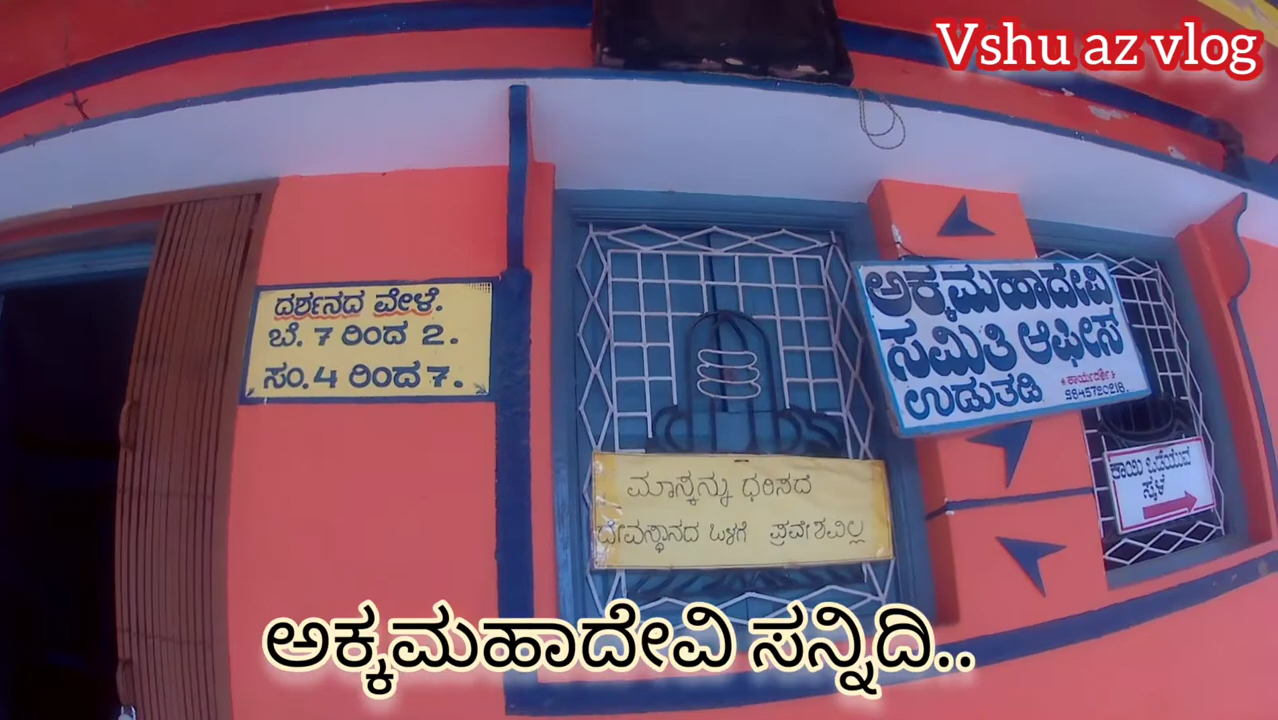 Vshu az vlog
ದರ್ಶನದ ವೇಳೆ.
ಬೆ. 7 ರಿಂದ 2.
ಸಂ. 4 ರಿಂದ 7.
ಅಕ್ಕಮಹಾದೇವಿ
ಸಮಿತಿ ಆಫೀಸ
ಉಡುತಡಿ
ಕಾರ್ಯದರ್ಶಿ
ಮಾಸ್ಕನ್ನು ಧರಿಸದೆ
ದೇವಸ್ಥಾನದ ಒಳಗೆ ಪ್ರವೇಶವಿಲ್ಲ
ಕಾಯಿ ಒಡೆಯುವ
ಸ್ಥಳ
ಅಕ್ಕಮಹಾದೇವಿ ಸನ್ನಿದಿ..